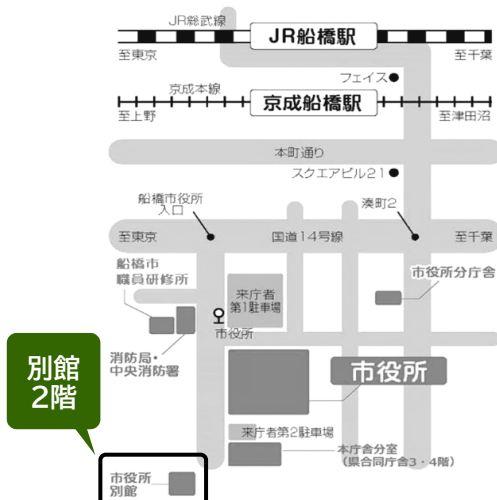 JR総武線
JR船橋駅
至東京
至千葉
フェイス
京成本線
京成船橋駅
至上野
至津田沼
本町通り
スクエアビル21
船橋市役所
入口
湊町2
至東京
国道14号線
至千葉
船橋市
職員研修所
来庁者
第1駐車場
市役所分庁舎
市役所
消防局・
中央消防署
市役所
別館
2階
来庁者第2駐車場
本庁舎分室
（県合同庁舎3・4階）
市役所
別館